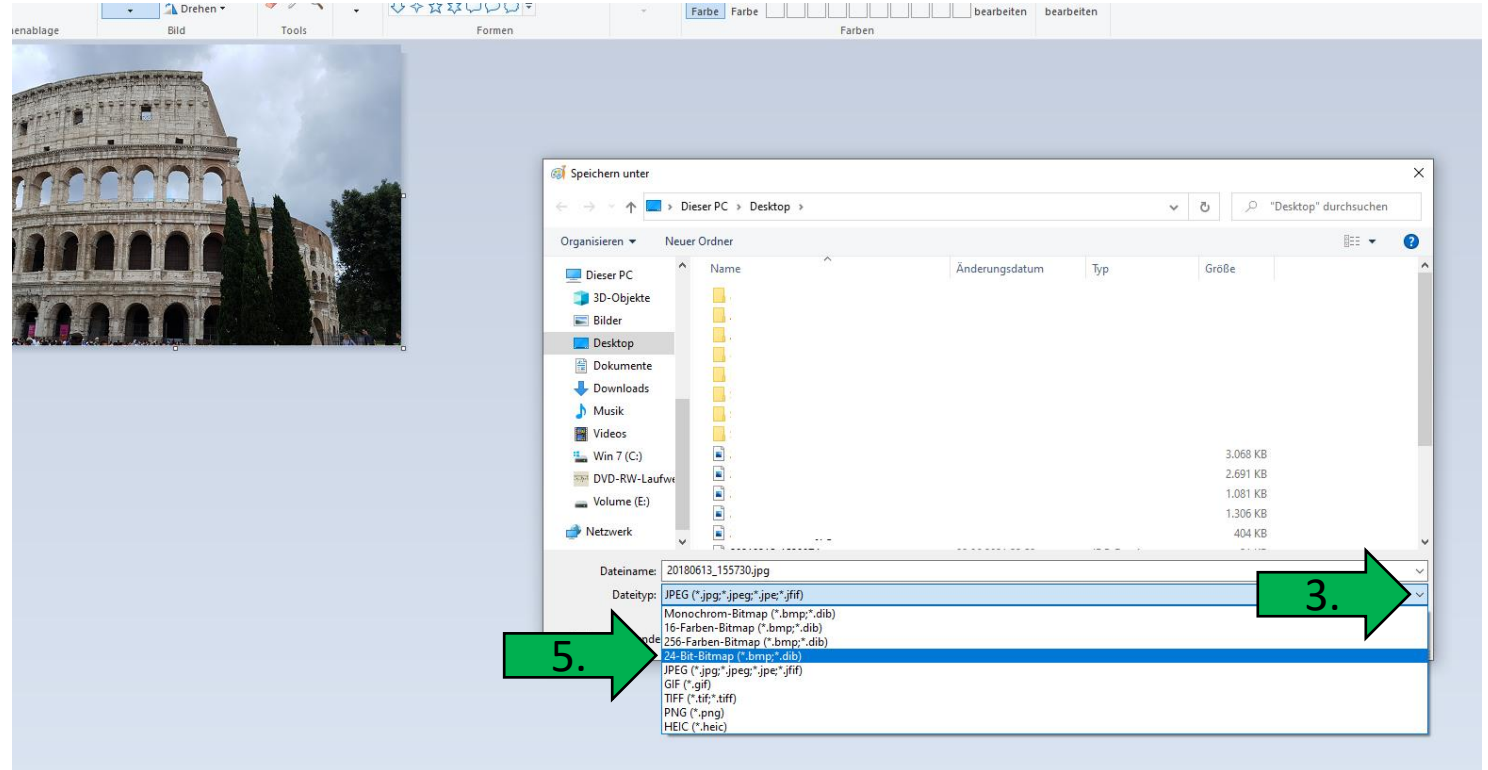 Drehen
Farbe Farbe bearbeiten bearbeiten
enablage Bild Tools Formen Farben
Speichern unter
Dieser PC Desktop "Desktop" durchsuchen
Organisieren Neuer Ordner
Name Änderungsdatum Typ Größe
Dieser PC
3D-Objekte
Bilder
Desktop
Dokumente
Downloads
Musik
Videos
Win 7 (C:) 3.068 KB
DVD-RW-Laufwe 2.691 KB
Volume (E:) 1.081 KB
1.306 KB
Netzwerk 404 KB
Dateiname: 20180613_155730.jpg
Dateityp: JPEG (*.jpg;*.jpeg;*.jpe;*.jfif)
3.
Monochrom-Bitmap (*.bmp;*.dib)
16-Farben-Bitmap (*.bmp;*.dib)
nde 256-Farben-Bitmap (*.bmp;*.dib)
5.
24-Bit-Bitmap (*.bmp;*.dib)
JPEG (*.jpg;*.jpeg;*.jpe;*.jfif)
GIF (*.gif)
TIFF (*.tif;*.tiff)
PNG (*.png)
HEIC (*.heic)